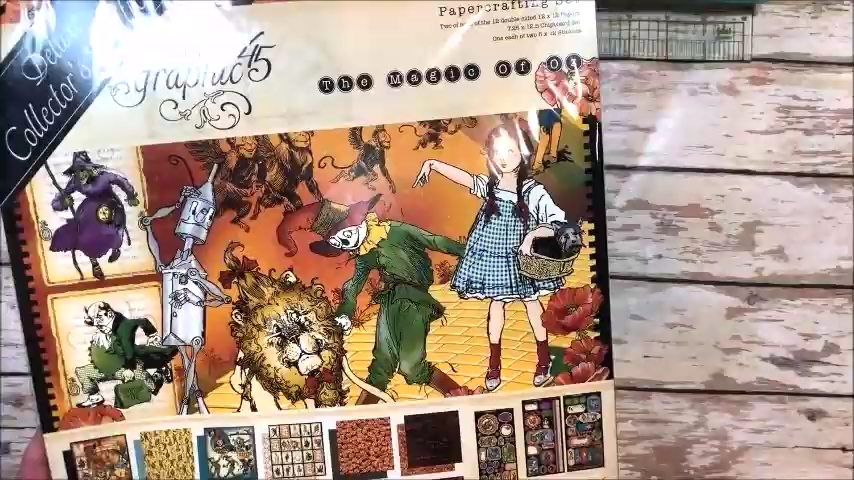 Papercrafting Set
Two of each of the 12 double sided 12 x 12 Papers
One each of two 6 x 12 Stickers
Deluxe
Collector's
graphic 45
The Magic of Oz